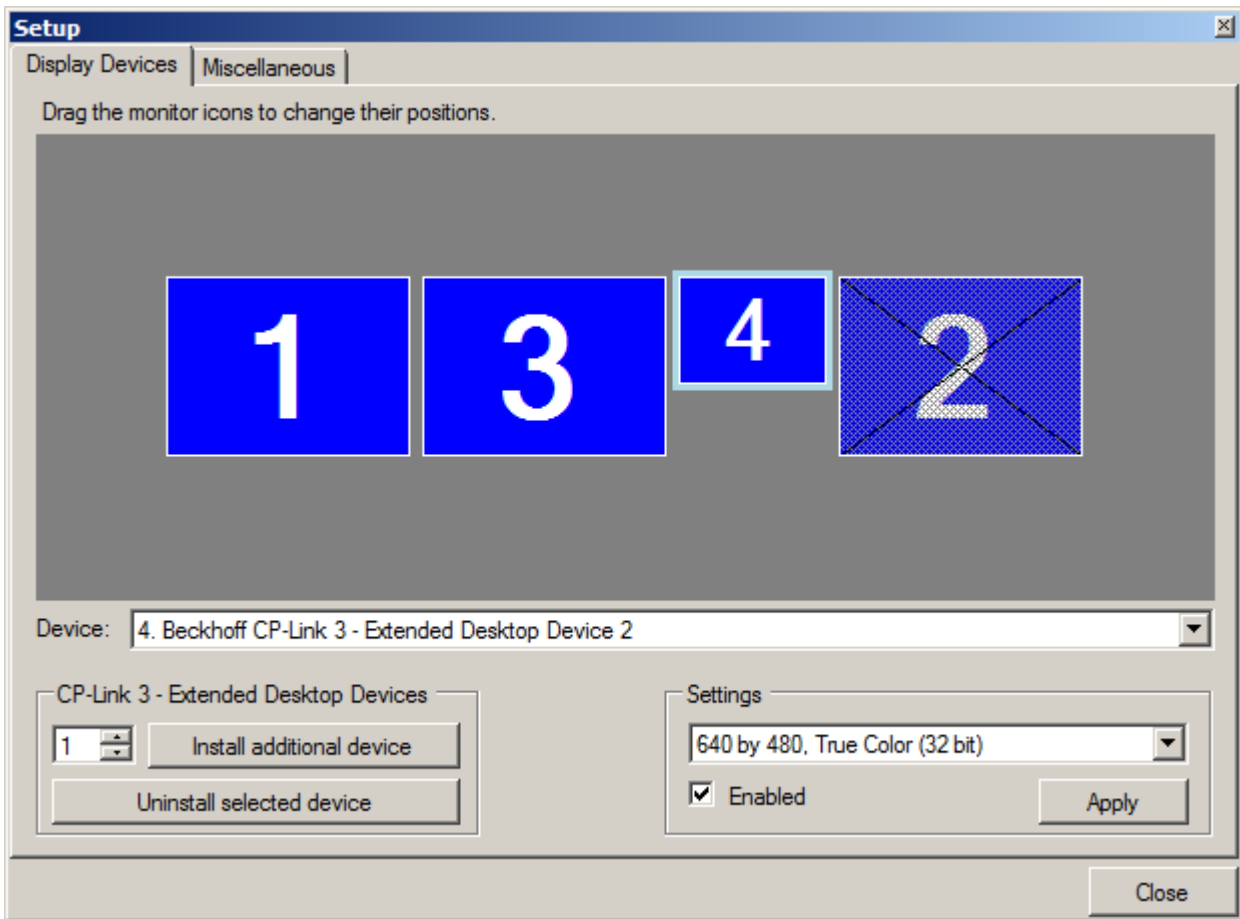 Setup
Display Devices
Miscellaneous
Drag the monitor icons to change their positions.
1
3
4
2
Device:
4. Beckhoff CP-Link 3 - Extended Desktop Device 2
CP-Link 3 - Extended Desktop Devices
1
Install additional device
Uninstall selected device
Settings
640 by 480, True Color (32 bit)
Enabled
Apply
Close